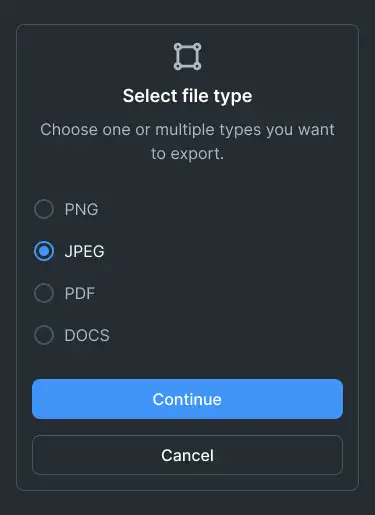 Select file type
Choose one or multiple types you want
to export.
PNG
JPEG
PDF
DOCS
Continue
Cancel